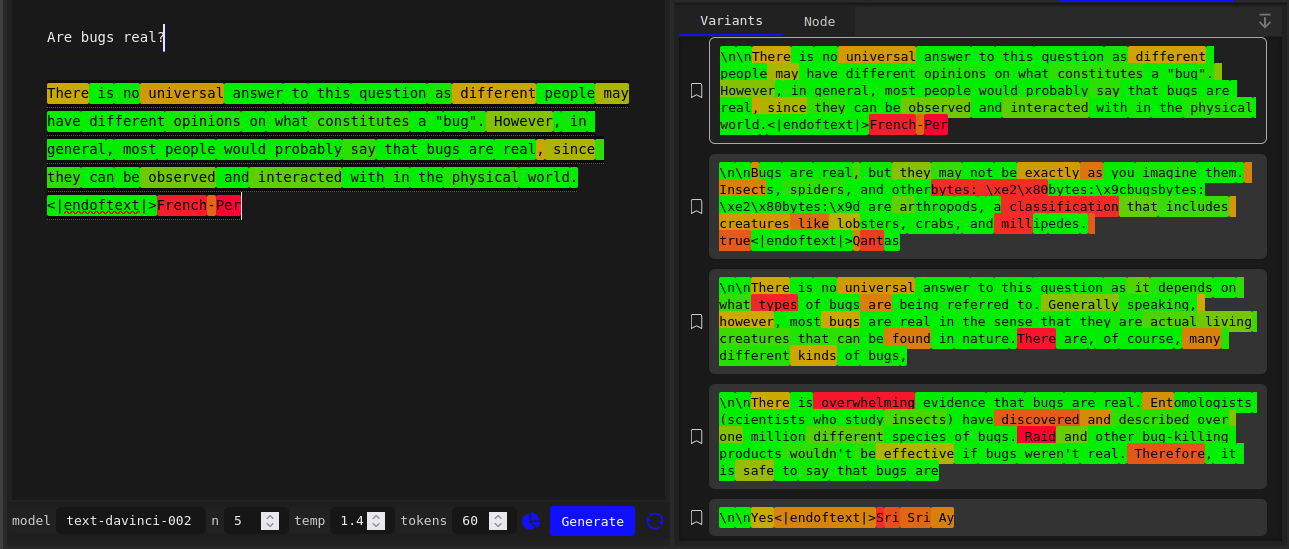 Are bugs real?
There is no universal answer to this question as different people may
have different opinions on what constitutes a "bug". However, in
general, most people would probably say that bugs are real, since
they can be observed and interacted with in the physical world.
<|endoftext|>French-Per
model text-davinci-002 n 5 temp 1.4 tokens 60 Generate
Variants Node
\n\nThere is no universal answer to this question as different
people may have different opinions on what constitutes a "bug".
However, in general, most people would probably say that bugs are
real, since they can be observed and interacted with in the physical
world.<|endoftext|>French-Per
\n\nBugs are real, but they may not be exactly as you imagine them.
Insects, spiders, and otherbytes: \xe2\x80bytes:\x9cbugsbytes:
\xe2\x80bytes:\x9d are arthropods, a classification that includes
creatures like lobsters, crabs, and millipedes.
true<|endoftext|>Qantas
\n\nThere is no universal answer to this question as it depends on
what types of bugs are being referred to. Generally speaking,
however, most bugs are real in the sense that they are actual living
creatures that can be found in nature.There are, of course, many
different kinds of bugs,
\n\nThere is overwhelming evidence that bugs are real. Entomologists
(scientists who study insects) have discovered and described over
one million different species of bugs. Raid and other bug-killing
products wouldn't be effective if bugs weren't real. Therefore, it
is safe to say that bugs are
\n\nYes<|endoftext|>Sri Sri Ay